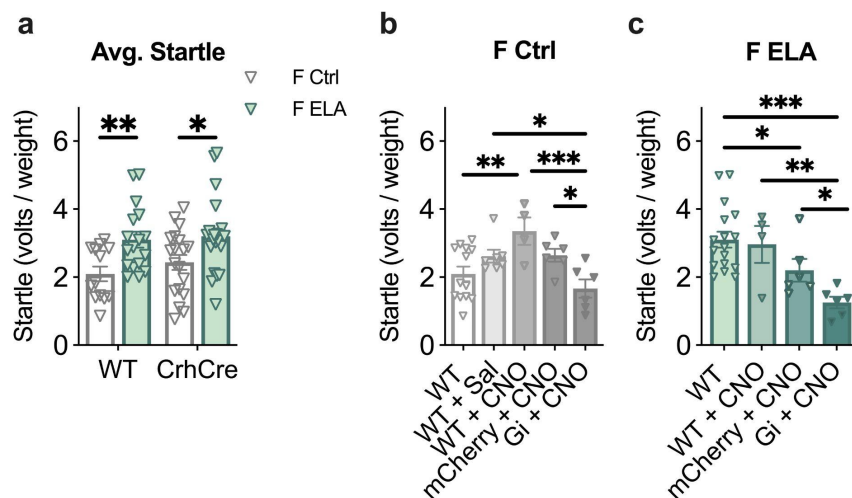 a
Avg. Startle
F Ctrl
F ELA
Startle (volts / weight)
6
4
2
0
** *
WT CrhCre
b
F Ctrl
Startle (volts / weight)
6
4
2
0
*
** ***
*
WT
WT + Sal
WT + CNO
mCherry + CNO
Gi + CNO
c
F ELA
Startle (volts / weight)
6
4
2
0
***
*
**
*
WT
WT + CNO
mCherry + CNO
Gi + CNO